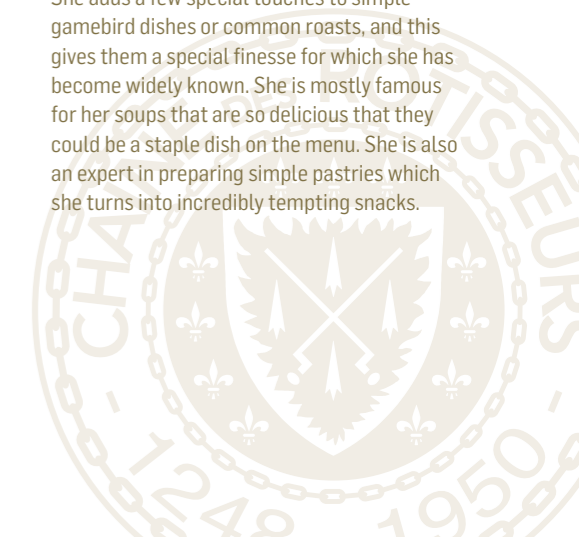 She adds a few special touches to simple
gamebird dishes or common roasts, and this
gives them a special finesse for which she has
become widely known. She is mostly famous
for her soups that are so delicious that they
could be a staple dish on the menu. She is also
an expert in preparing simple pastries which
she turns into incredibly tempting snacks.
CHAINE DES ROTISSEURS
- 1248 - 1950 -